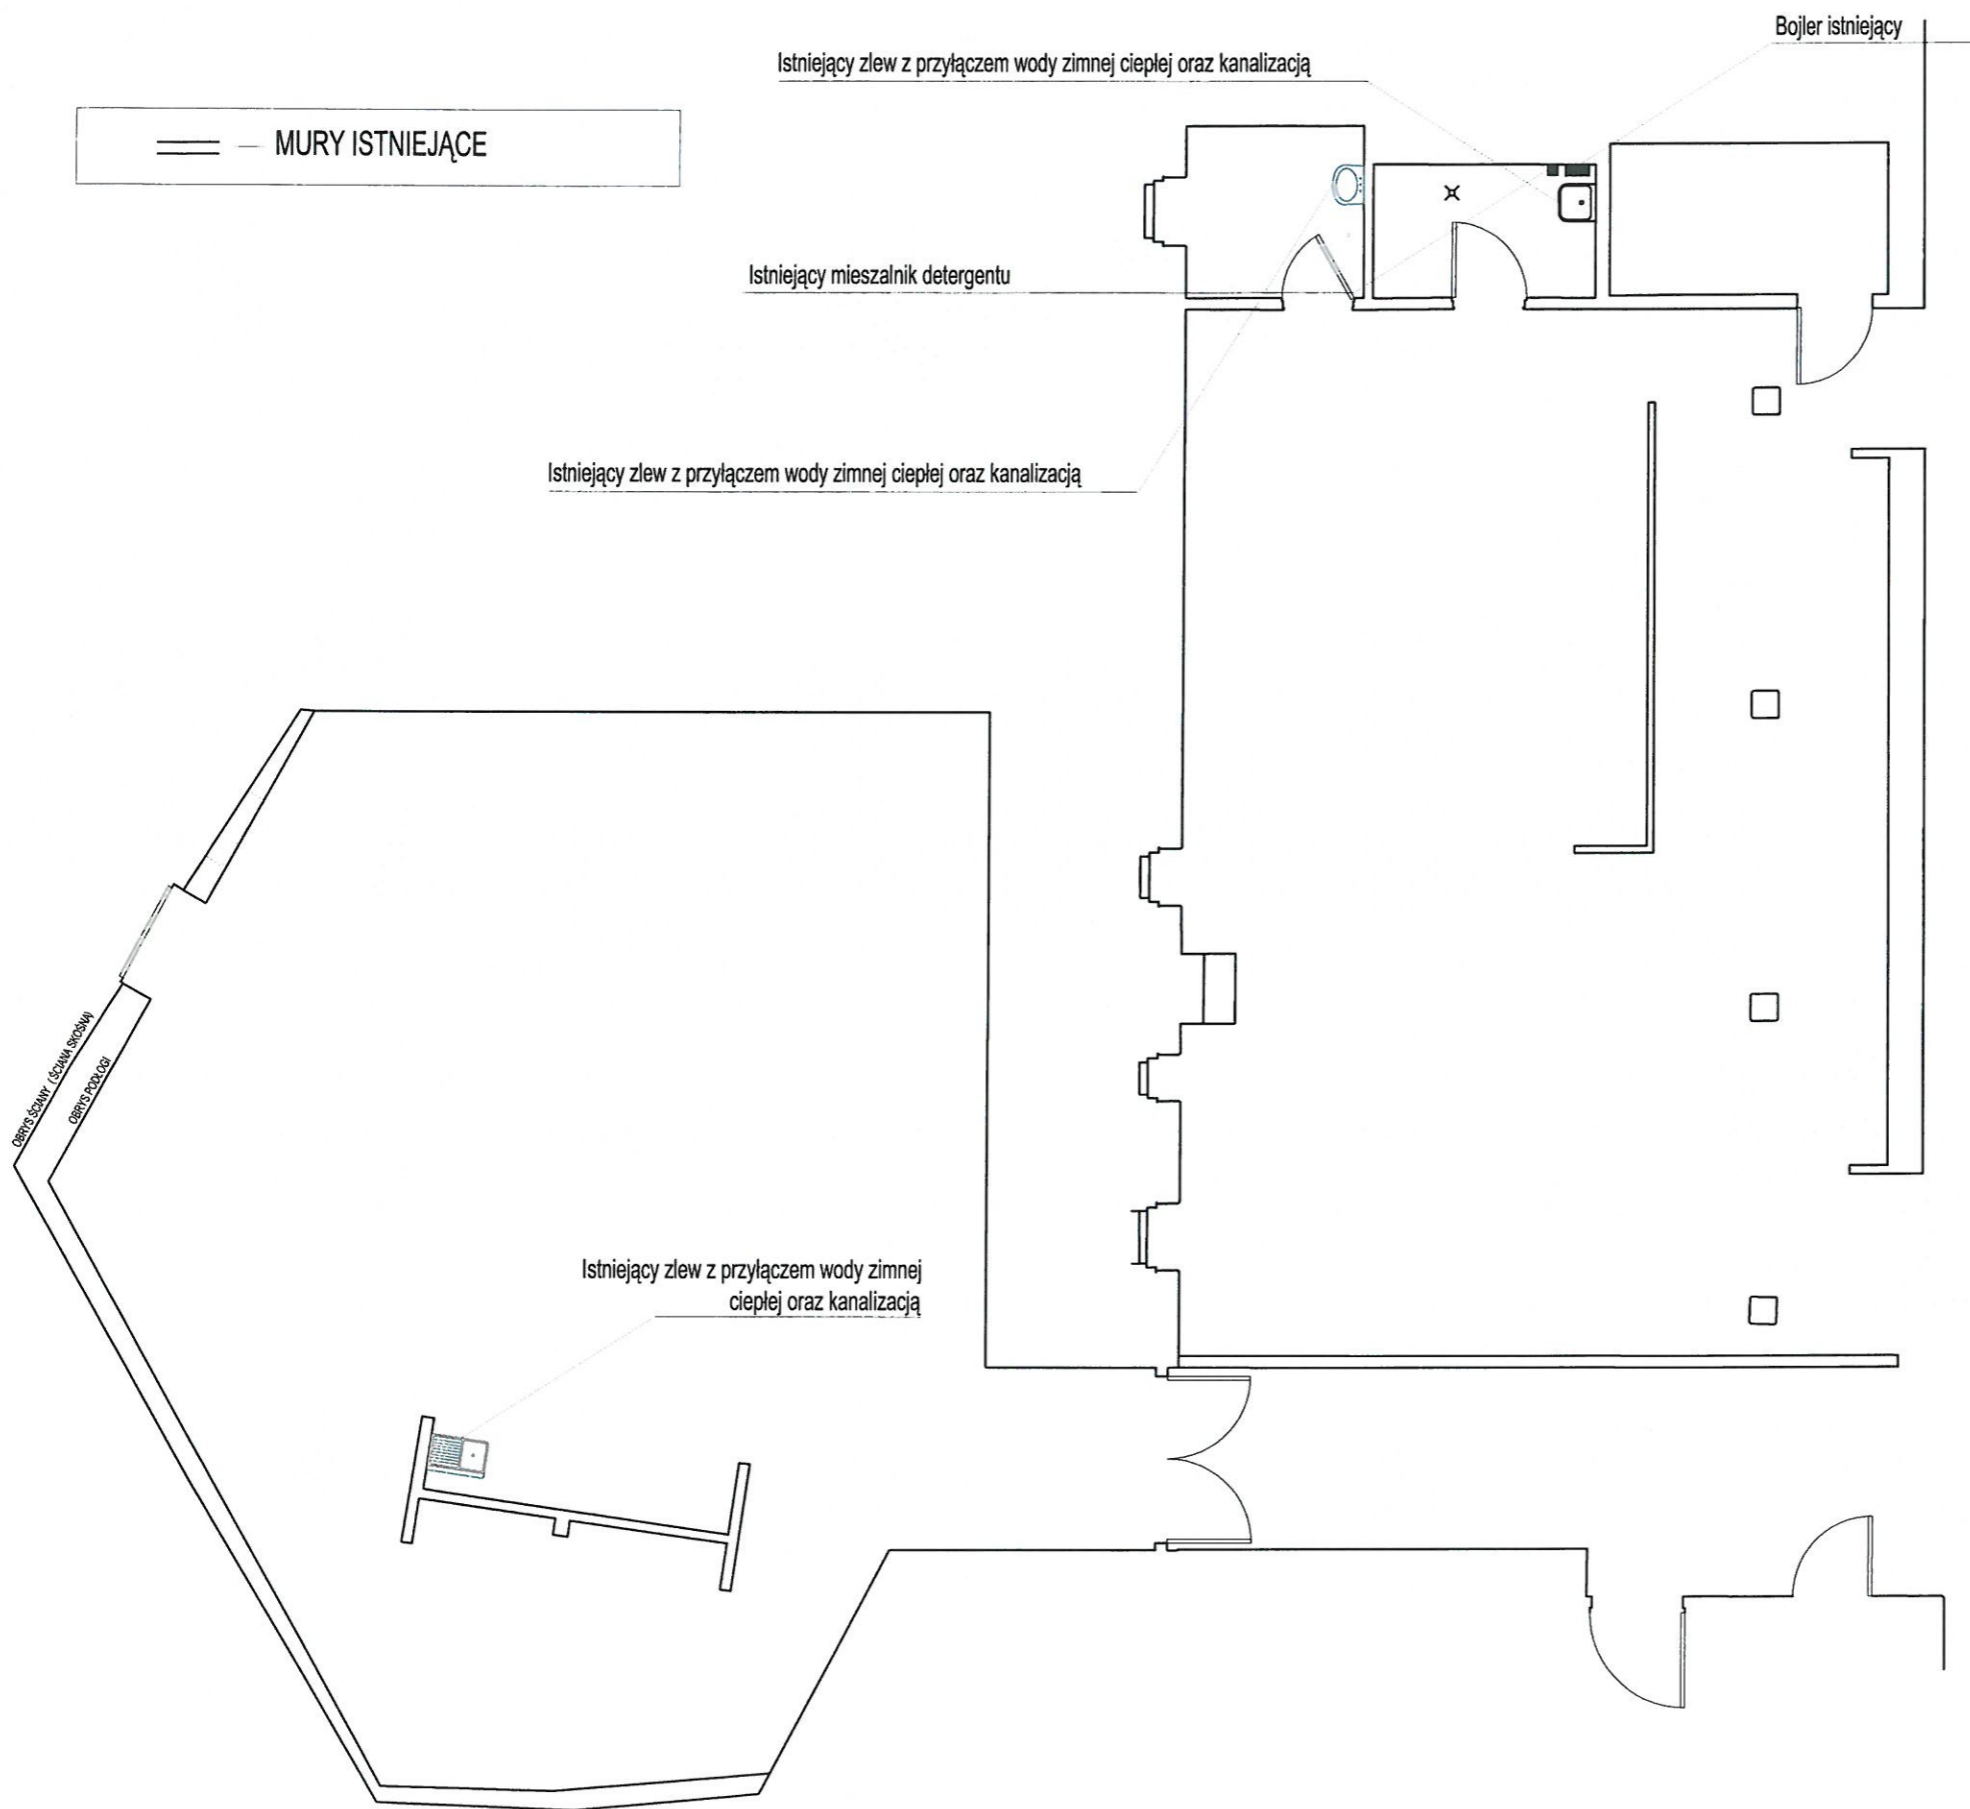 Bojler istniejący
Istniejący zlew z przyłączem wody zimnej ciepłej oraz kanalizacją
MURY ISTNIEJĄCE
Istniejący mieszalnik detergentu
Istniejący zlew z przyłączem wody zimnej ciepłej oraz kanalizacją
OBRYS ŚCIANY (ŚCIANA SKOŚNA)
OBRYS PODŁOGI
Istniejący zlew z przyłączem wody zimnej
ciepłej oraz kanalizacją